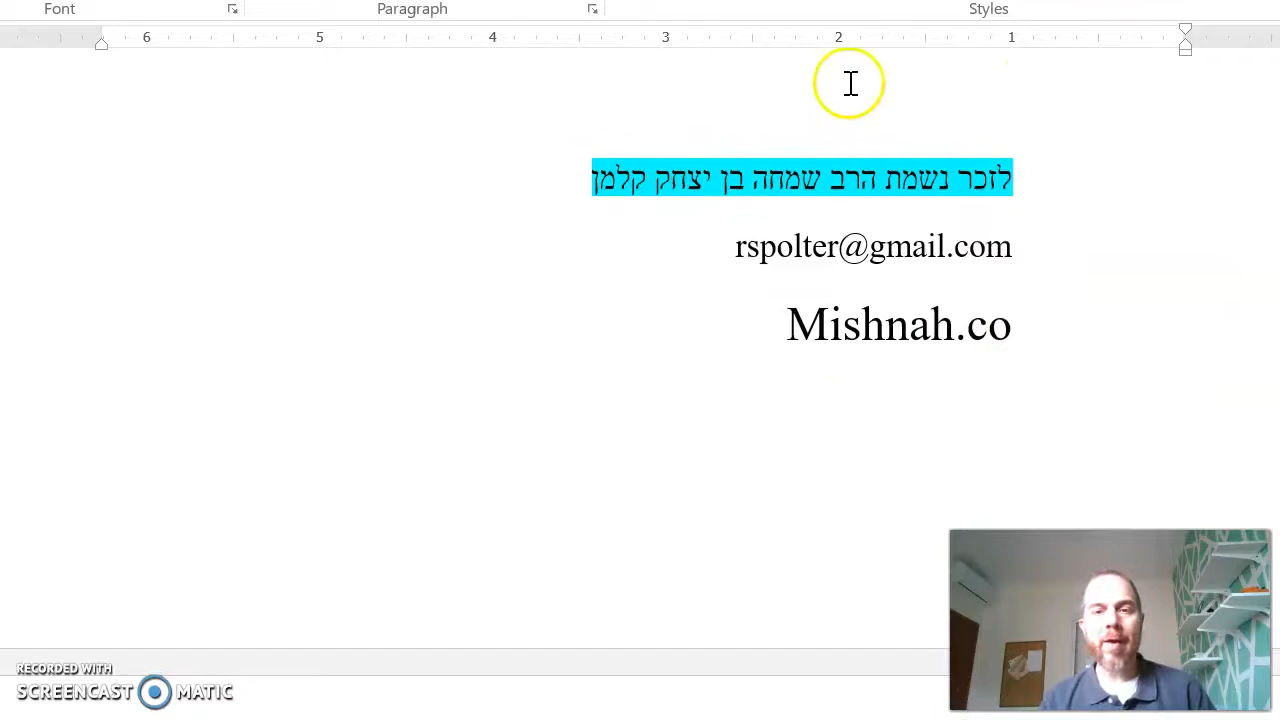 Font Paragraph Styles
6 5 4 3 2 1
לזכר נשמת הרב שמחה בן יצחק קלמן
rspolter@gmail.com
Mishnah.co
RECORDED WITH
SCREENCAST MATIC